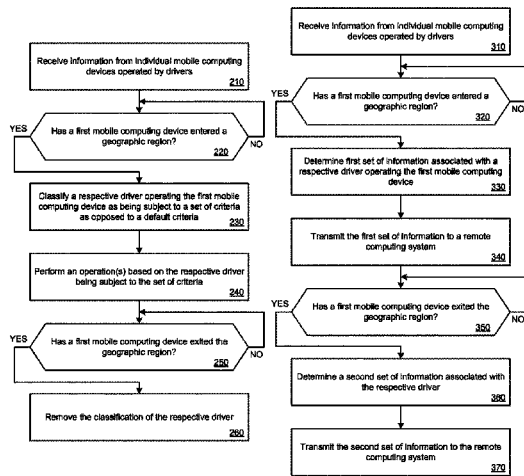 Receive information from individual mobile computing
devices operated by drivers
210
Has a first mobile computing device entered a
geographic region?
220
YES
NO
Classify a respective driver operating the first mobile
computing device as being subject to a set of criteria
as opposed to a default criteria
230
Perform an operation(s) based on the respective driver
being subject to the set of criteria
240
Has a first mobile computing device exited the
geographic region?
250
YES
NO
Remove the classification of the respective driver
260
Receive information from individual mobile computing
devices operated by drivers
310
Has a first mobile computing device entered a
geographic region?
320
YES
NO
Determine first set of information associated with a
respective driver operating the first mobile computing
device
330
Transmit the first set of information to a remote
computing system
340
Has a first mobile computing device exited the
geographic region?
350
YES
NO
Determine a second set of information associated with
the respective driver
360
Transmit the second set of information to the remote
computing system
370